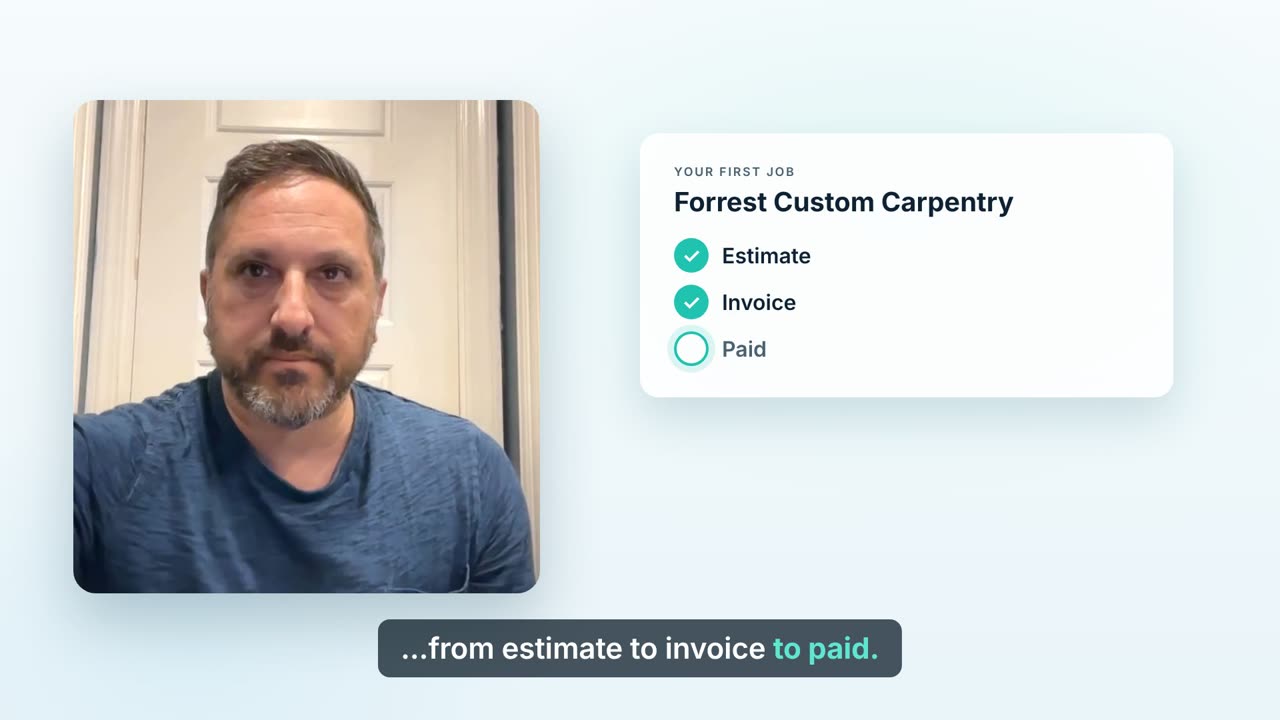 YOUR FIRST JOB
Forrest Custom Carpentry
Estimate
Invoice
Paid
...from estimate to invoice to paid.